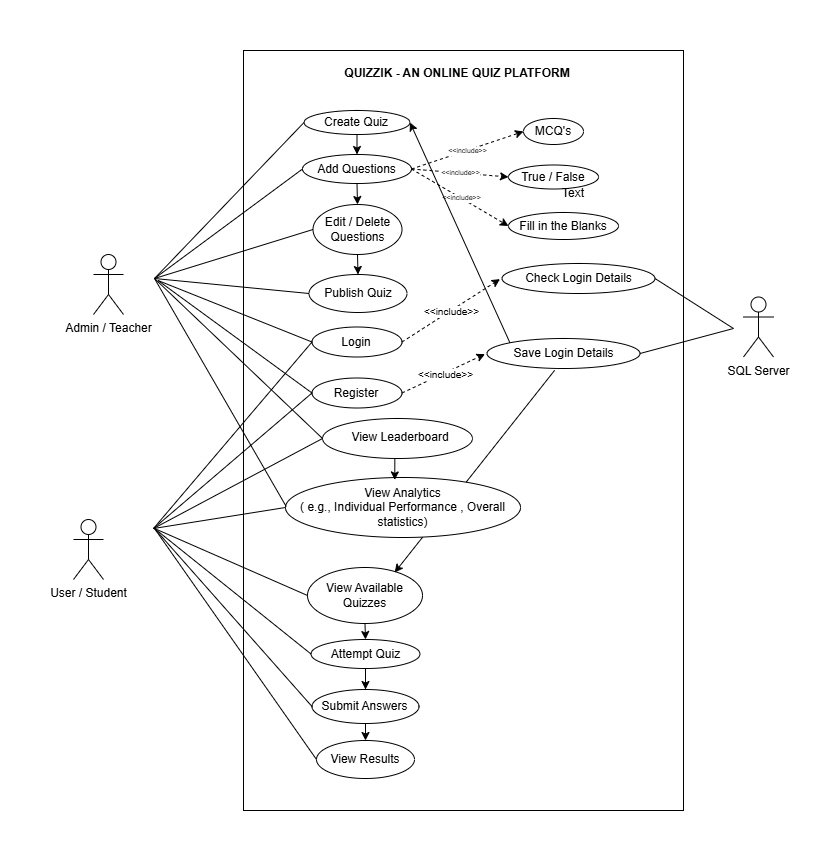 QUIZZIK - AN ONLINE QUIZ PLATFORM
Create Quiz
MCQ's
<<include>>
Add Questions
<<include>>
True / False
Text
<<include>>
Edit / Delete
Questions
Fill in the Blanks
Check Login Details
Publish Quiz
<<include>>
Admin / Teacher
Login
Save Login Details
SQL Server
<<include>>
Register
View Leaderboard
View Analytics
( e.g., Individual Performance , Overall
statistics)
User / Student
View Available
Quizzes
Attempt Quiz
Submit Answers
View Results